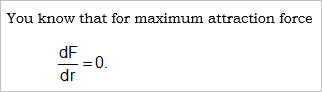 You know that for maximum attraction force
dF/dr = 0.